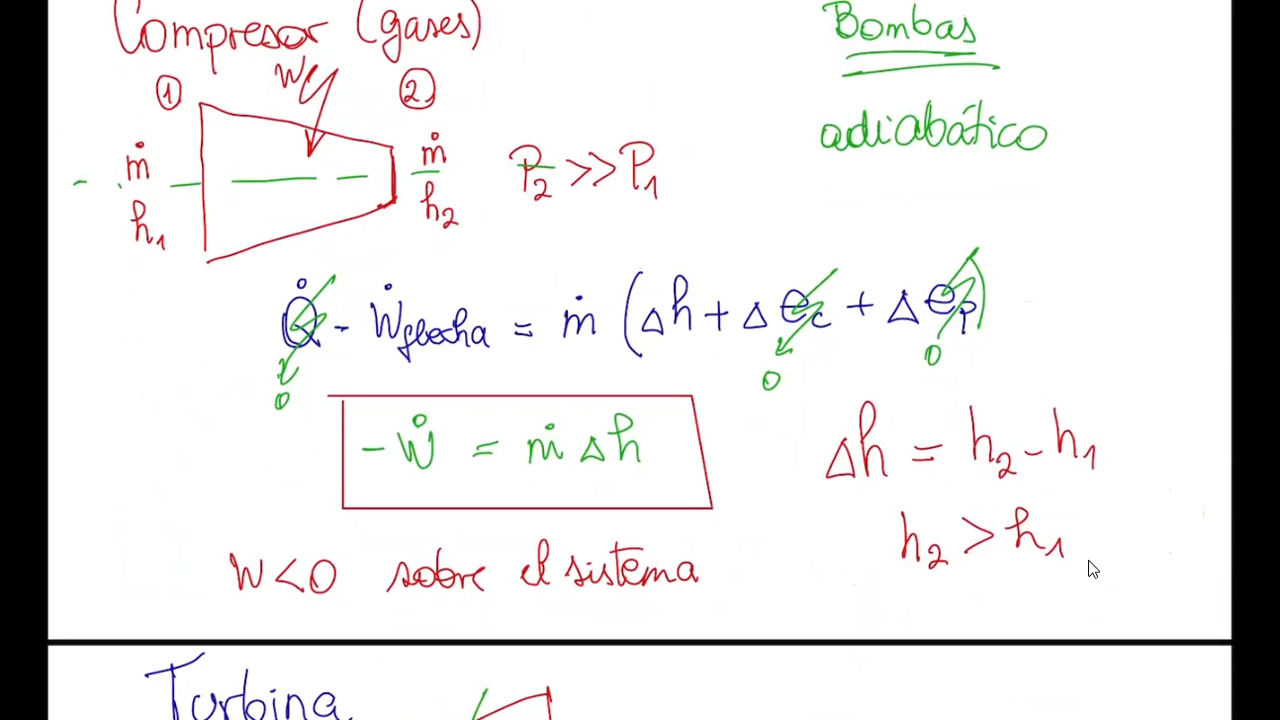 Compresor (gases)
Bombas
adiabático
① Ẇ ②
ṁ ṁ
h₁ h₂
P₂ >> P₁
Q̇ - Ẇflecha = ṁ (Δh + Δec + Δep)
0 0 0
-Ẇ = ṁ Δh
Δh = h₂ - h₁
h₂ > h₁
W<0 sobre el sistema
Turbina